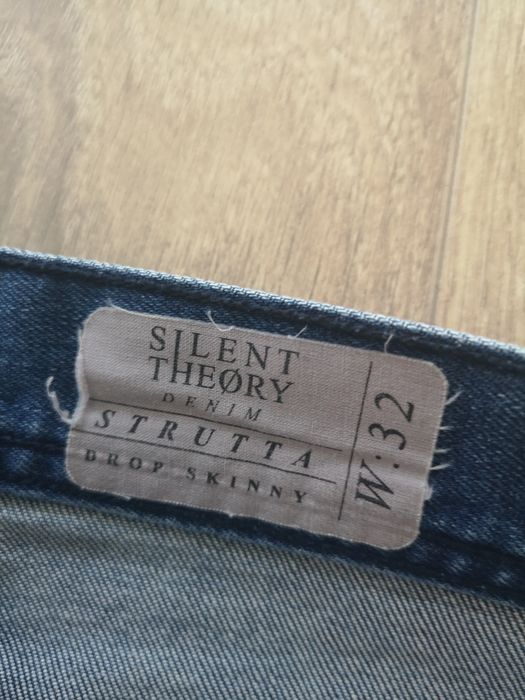 SILENT
THEØRY
DENIM
STRUTTA
DROP SKINNY
W:32